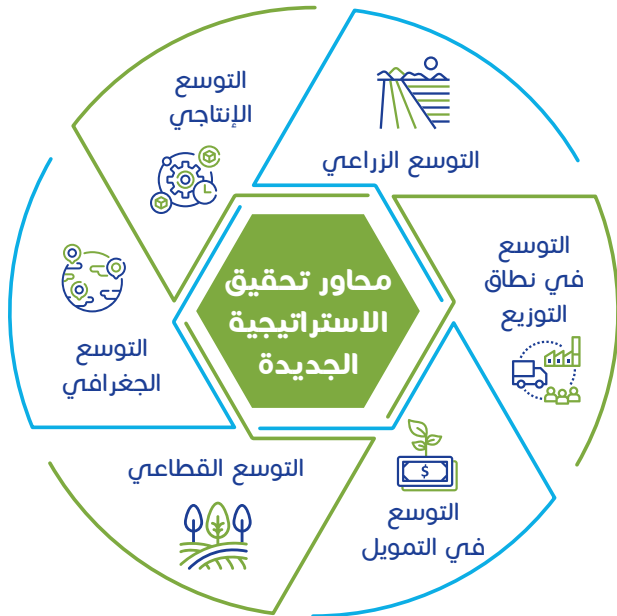 محاور تحقيق
الاستراتيجية
الجديدة
التوسع الزراعي
التوسع
في نطاق
التوزيع
$
التوسع
في التمويل
التوسع القطاعي
التوسع
الجغرافي
التوسع
الإنتاجي